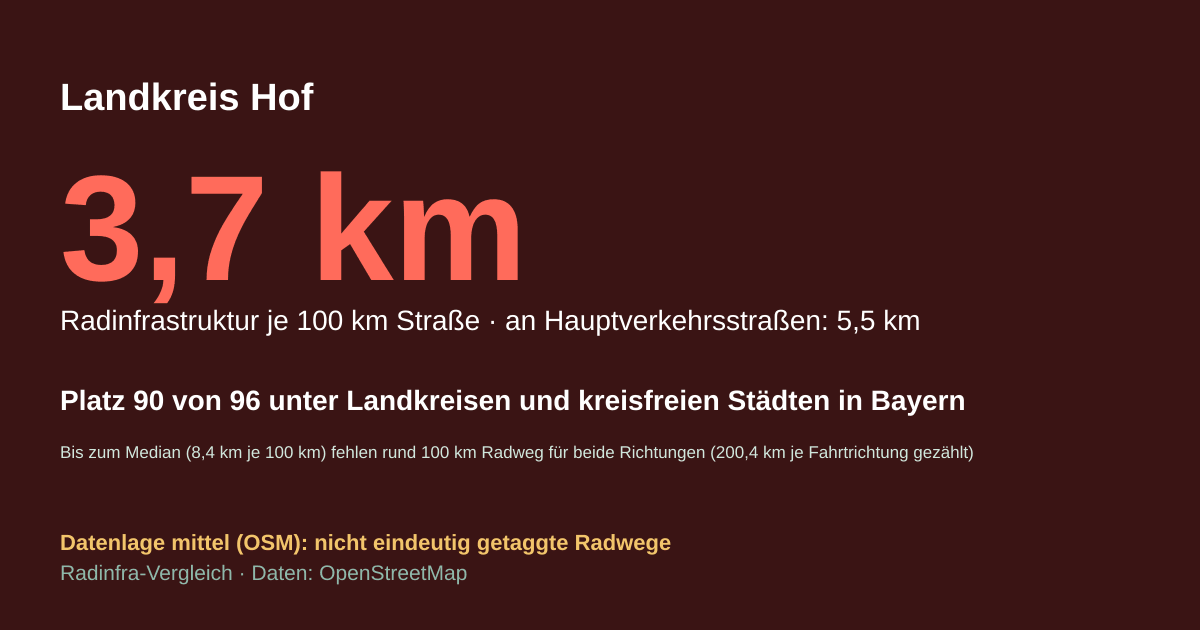 Landkreis Hof
3,7 km
Radinfrastruktur je 100 km Straße · an Hauptverkehrsstraßen: 5,5 km
Platz 90 von 96 unter Landkreisen und kreisfreien Städten in Bayern
Bis zum Median (8,4 km je 100 km) fehlen rund 100 km Radweg für beide Richtungen (200,4 km je Fahrtrichtung gezählt)
Datenlage mittel (OSM): nicht eindeutig getaggte Radwege
Radinfra-Vergleich · Daten: OpenStreetMap